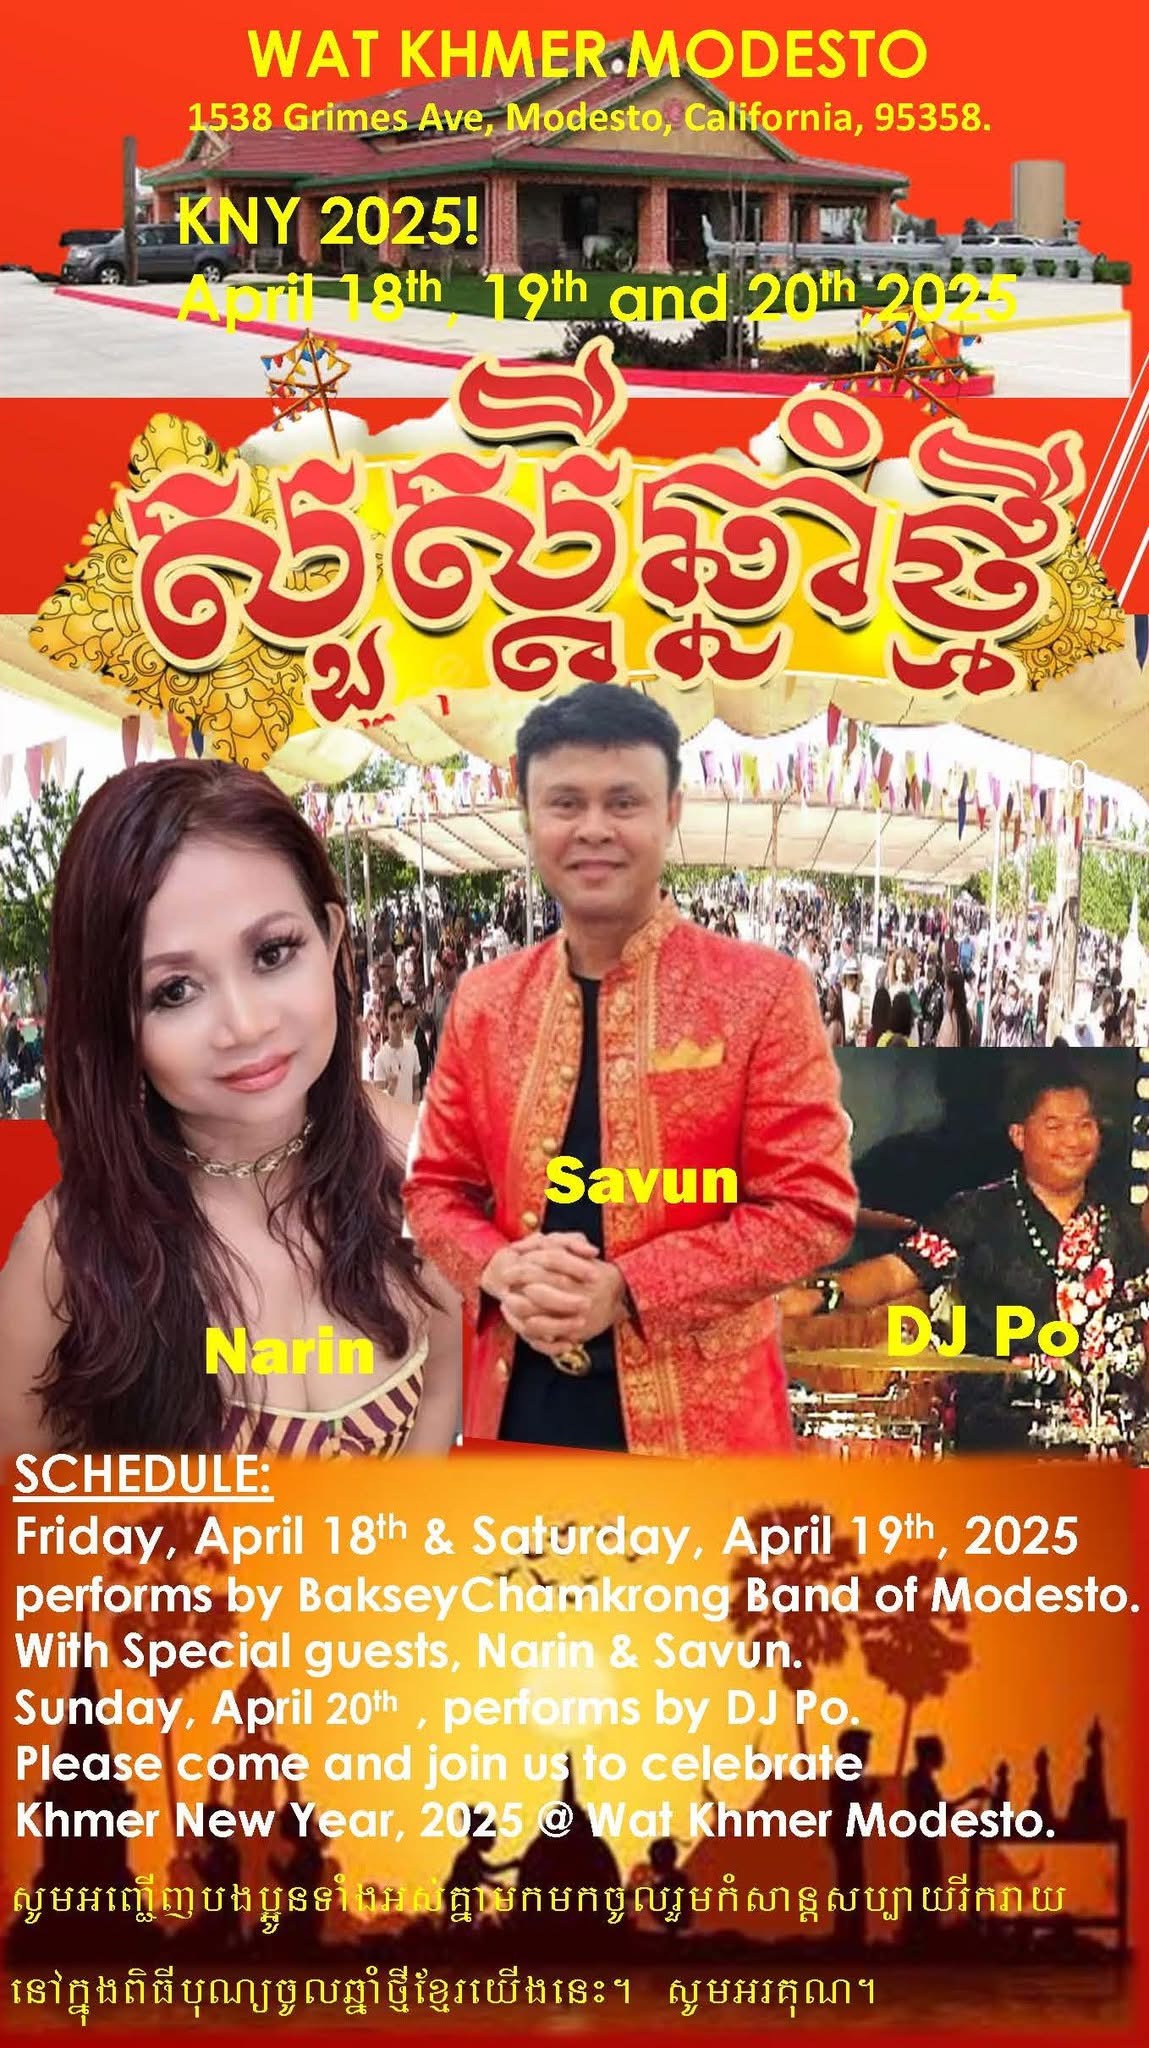 WAT KHMER MODESTO
1538 Grimes Ave, Modesto, California, 95358.
KNY 2025!
April 18th, 19th and 20th,2025
សួស្តីឆ្នាំថ្មី
Savun
Narin
DJ Po
SCHEDULE:
Friday, April 18th & Saturday, April 19th, 2025
performs by BakseyChamkrong Band of Modesto.
With Special guests, Narin & Savun.
Sunday, April 20th , performs by DJ Po.
Please come and join us to celebrate
Khmer New Year, 2025 @ Wat Khmer Modesto.
សូមអញ្ជើញបងប្អូនទាំងអស់គ្នាមកមកចូលរួមកំសាន្តសប្បាយរីករាយ
នៅក្នុងពិធីបុណ្យចូលឆ្នាំថ្មីខ្មែរយើងនេះ។ សូមអរគុណ។